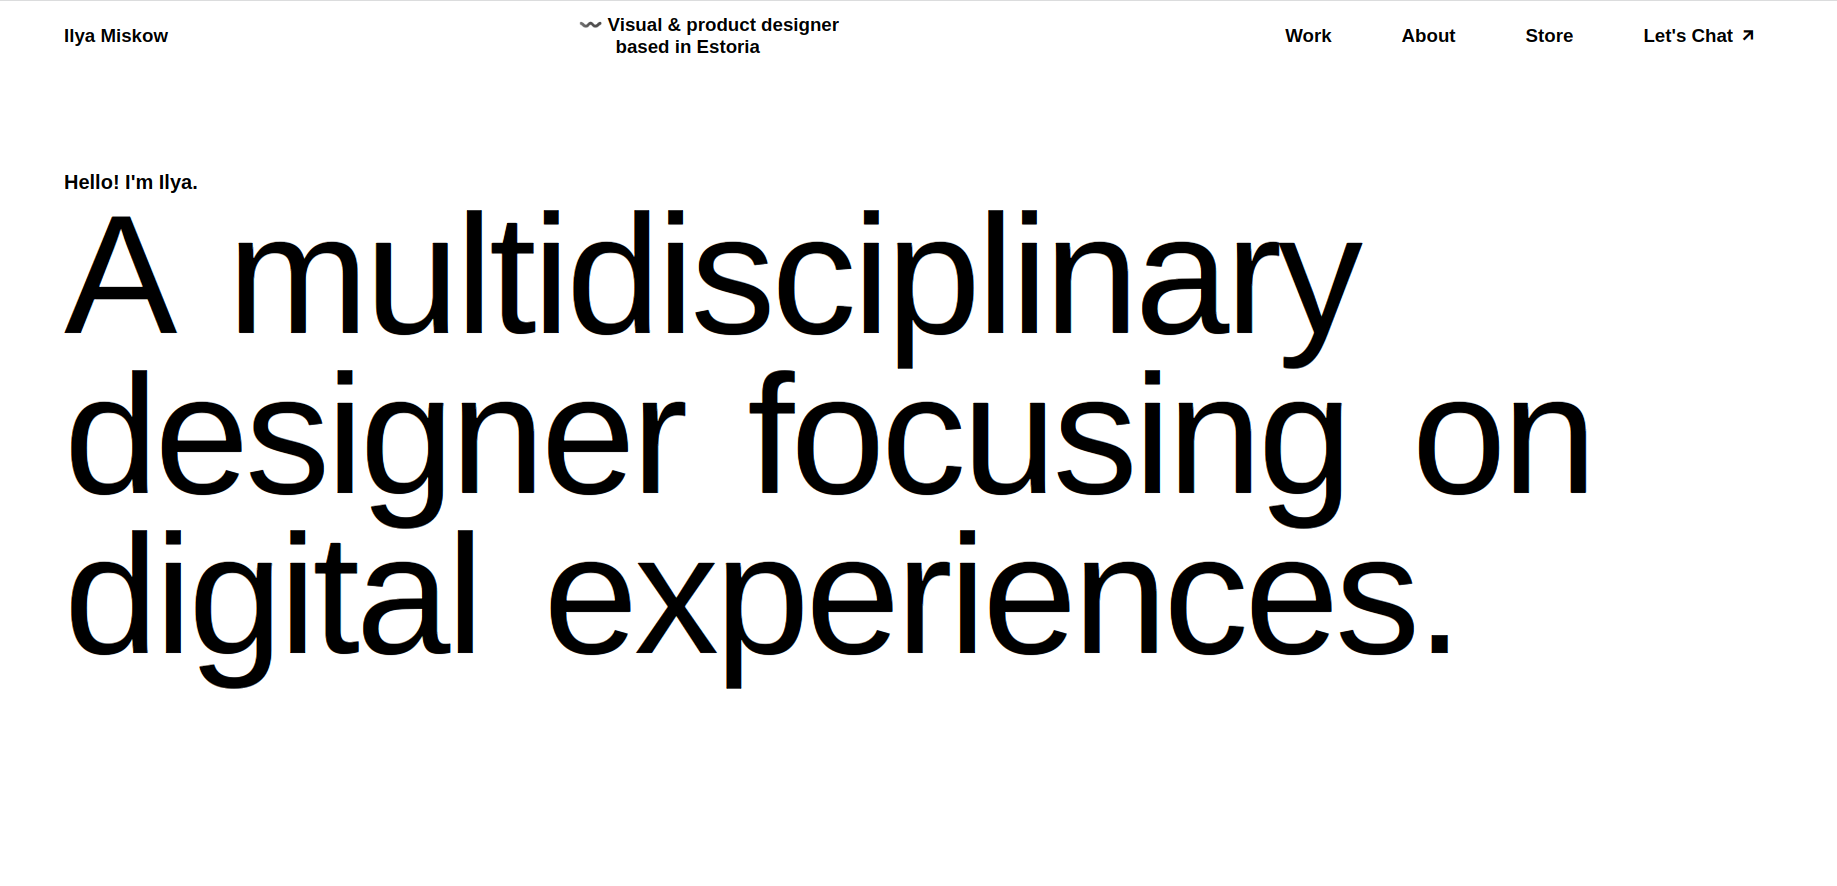 Ilya Miskow
〰 Visual & product designer
based in Estoria
Work
About
Store
Let's Chat ↗
Hello! I'm Ilya.
A multidisciplinary
designer focusing on
digital experiences.